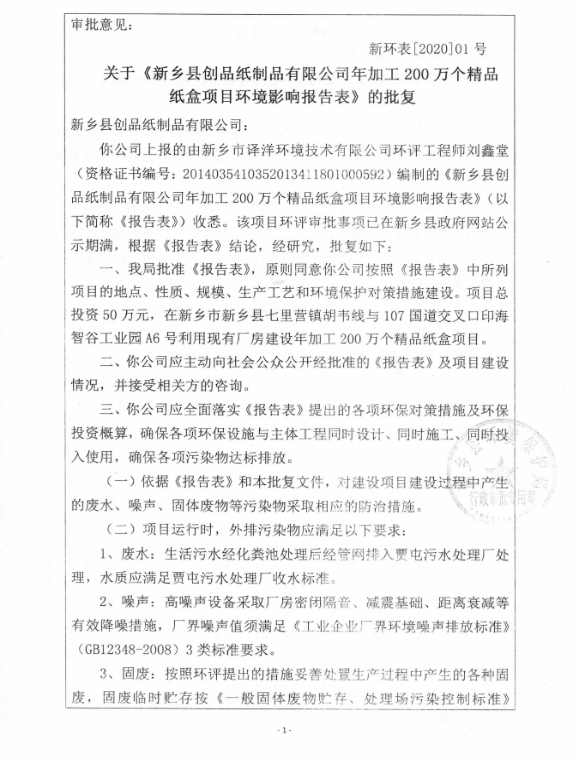 审批意见：
新环表[2020]01 号
关于《新乡县创品纸制品有限公司年加工 200 万个精品
纸盒项目环境影响报告表》的批复
新乡县创品纸制品有限公司：
你公司上报的由新乡市译洋环境技术有限公司环评工程师刘鑫堂
（资格证书编号：2014035410352013411801000592）编制的《新乡县创
品纸制品有限公司年加工 200 万个精品纸盒项目环境影响报告表》（以
下简称《报告表》）收悉。该项目环评审批事项已在新乡县政府网站公
示期满，根据《报告表》结论，经研究，批复如下：
一、我局批准《报告表》，原则同意你公司按照《报告表》中所列
项目的地点、性质、规模、生产工艺和环境保护对策措施建设。项目总
投资 50 万元，在新乡市新乡县七里营镇胡韦线与 107 国道交叉口印海
智谷工业园 A6 号利用现有厂房建设年加工 200 万个精品纸盒项目。
二、你公司应主动向社会公众公开经批准的《报告表》及项目建设
情况，并接受相关方的咨询。
三、你公司应全面落实《报告表》提出的各项环保对策措施及环保
投资概算，确保各项环保设施与主体工程同时设计、同时施工、同时投
入使用，确保各项污染物达标排放。
（一）依据《报告表》和本批复文件，对建设项目建设过程中产生
的废水、噪声、固体废物等污染物采取相应的防治措施。
（二）项目运行时，外排污染物应满足以下要求：
1、废水：生活污水经化粪池处理后经管网排入贾屯污水处理厂处
理，水质应满足贾屯污水处理厂收水标准。
2、噪声：高噪声设备采取厂房密闭隔音、减震基础、距离衰减等
有效降噪措施，厂界噪声值须满足《工业企业厂界环境噪声排放标准》
（GB12348-2008）3 类标准要求。
3、固废：按照环评提出的措施妥善处置生产过程中产生的各种固
废，固废临时贮存按《一般固体废物贮存、处理场污染控制标准》
- 1 -